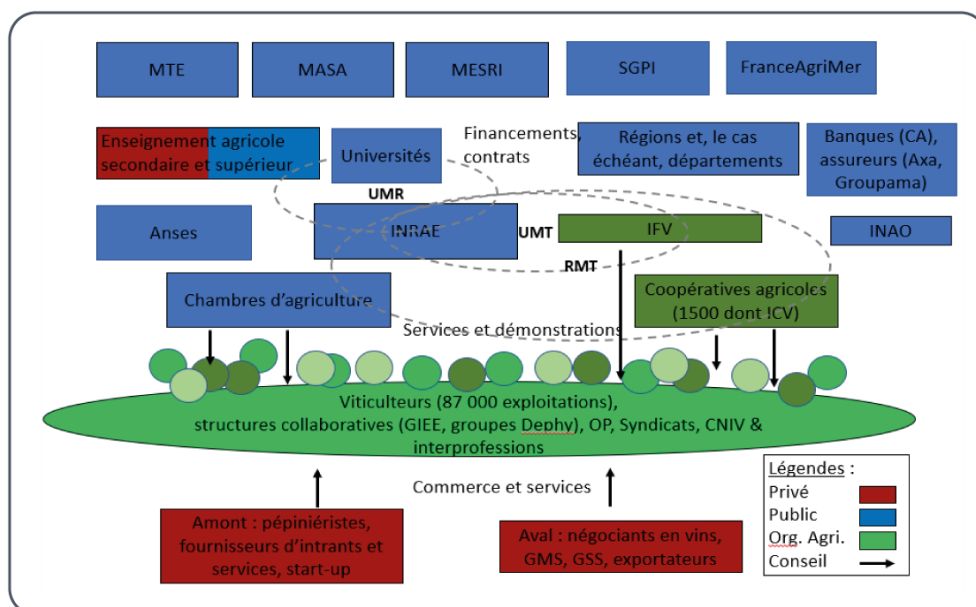 MTE
MASA
MESRI
SGPI
FranceAgriMer
Enseignement agricole
secondaire et supérieur
Universités
Financements,
contrats
Régions et, le cas
échéant, départements
Banques (CA),
assureurs (Axa,
Groupama)
UMR
Anses
INRAE
UMT
IFV
INAO
RMT
Chambres d'agriculture
Coopératives agricoles
(1500 dont ICV)
Services et démonstrations
Viticulteurs (87 000 exploitations),
structures collaboratives (GIEE, groupes Dephy), OP, Syndicats, CNIV &
interprofessions
Commerce et services
Amont : pépiniéristes,
fournisseurs d'intrants et
services, start-up
Aval : négociants en vins,
GMS, GSS, exportateurs
Légendes :
Privé
Public
Org. Agri.
Conseil